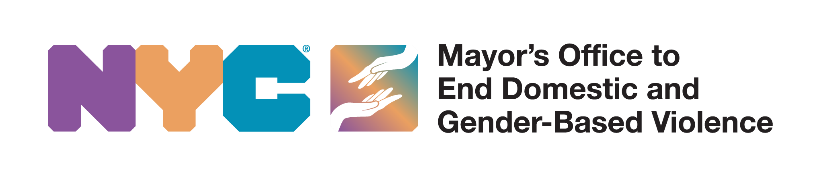 NYC®
Mayor's Office to
End Domestic and
Gender-Based Violence